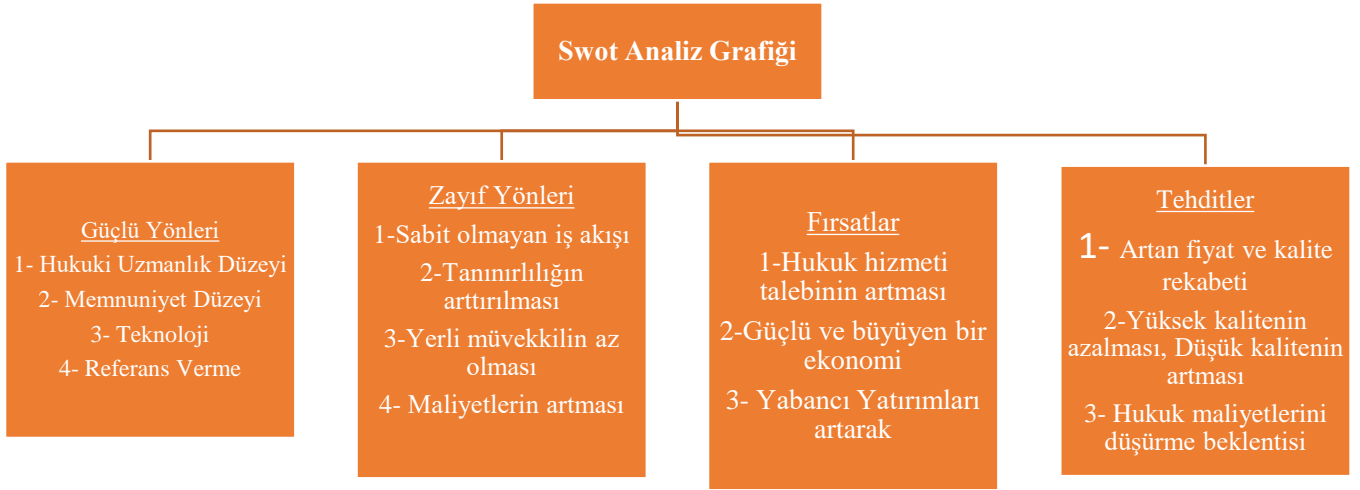 Swot Analiz Grafiği
Güçlü Yönleri
1- Hukuki Uzmanlık Düzeyi
2- Memnuniyet Düzeyi
3- Teknoloji
4- Referans Verme
Zayıf Yönleri
1-Sabit olmayan iş akışı
2-Tanınırlılığın
arttırılması
3-Yerli müvekkilin az
olması
4- Maliyetlerin artması
Fırsatlar
1-Hukuk hizmeti
talebinin artması
2-Güçlü ve büyüyen bir
ekonomi
3- Yabancı Yatırımları
artarak
Tehditler
1- Artan fiyat ve kalite
rekabeti
2-Yüksek kalitenin
azalması, Düşük kalitenin
artması
3- Hukuk maliyetlerini
düşürme beklentisi